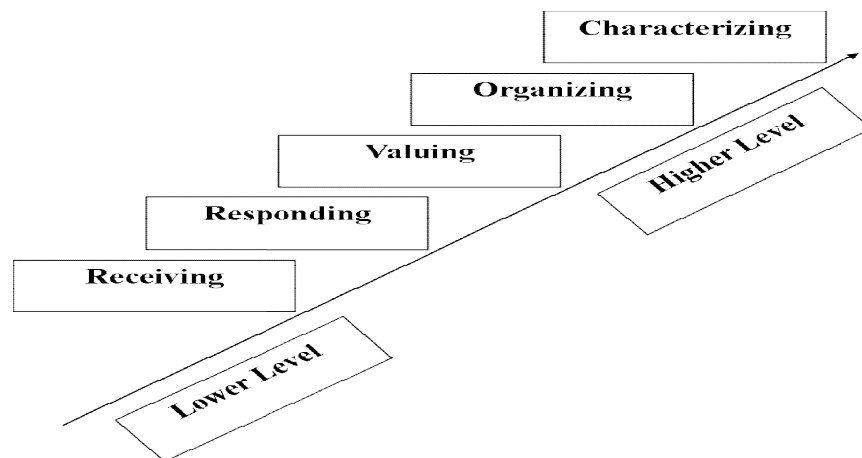 Characterizing
Organizing
Valuing
Responding
Receiving
Higher Level
Lower Level